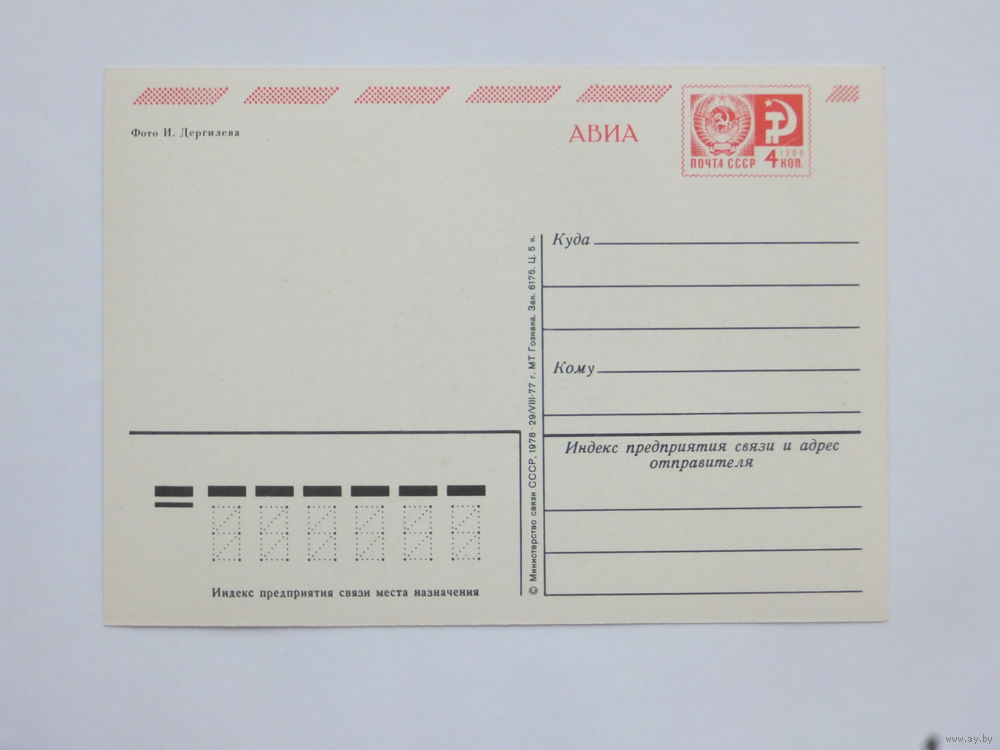 Фото И. Дергилева
АВИА
ПОЧТА СССР
1966
4 КОП.
Куда
Кому
Индекс предприятия связи и адрес
отправителя
© Министерство связи СССР, 1978 · 29/VIII-77 г. МТ Гознака. Зак. 6175. Ц. 5 к.
Индекс предприятия связи места назначения
www.ay.by